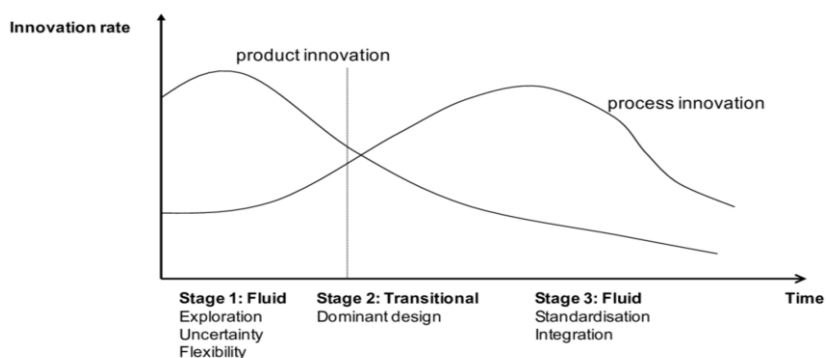 Innovation rate
product innovation
process innovation
Stage 1: Fluid
Exploration
Uncertainty
Flexibility
Stage 2: Transitional
Dominant design
Stage 3: Fluid
Standardisation
Integration
Time